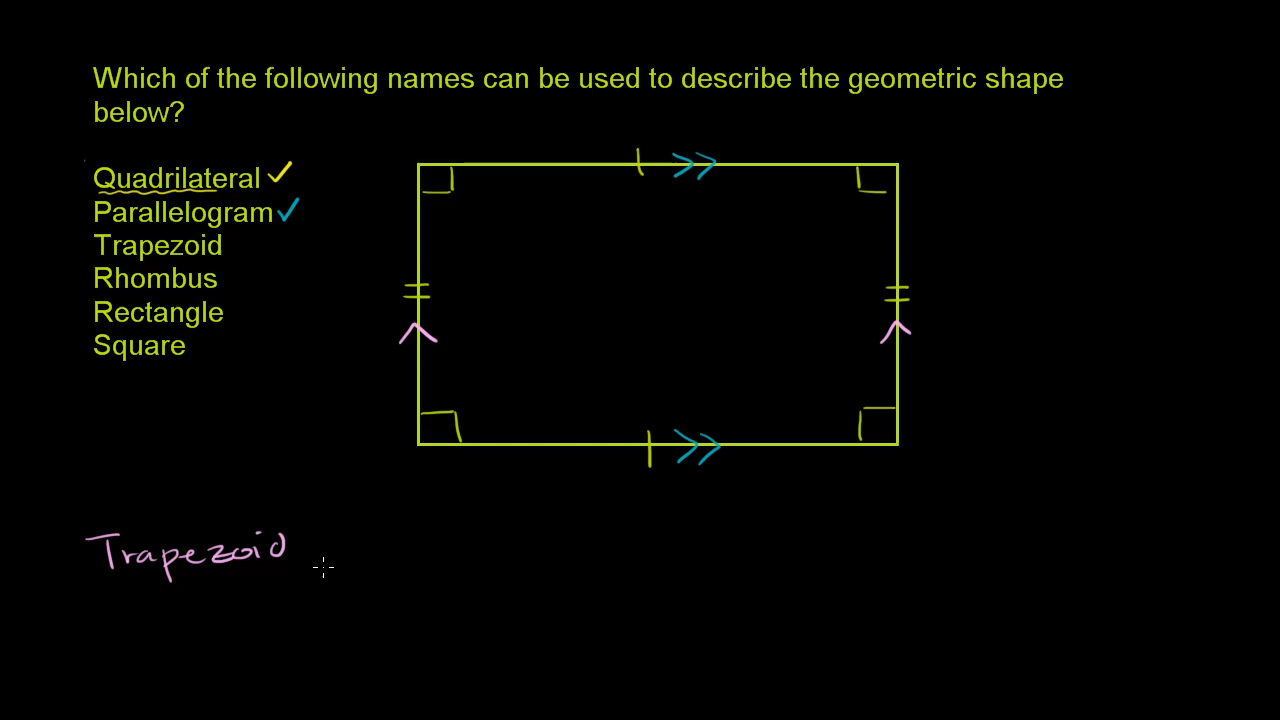 Which of the following names can be used to describe the geometric shape
below?
Quadrilateral
Parallelogram
Trapezoid
Rhombus
Rectangle
Square
Trapezoid